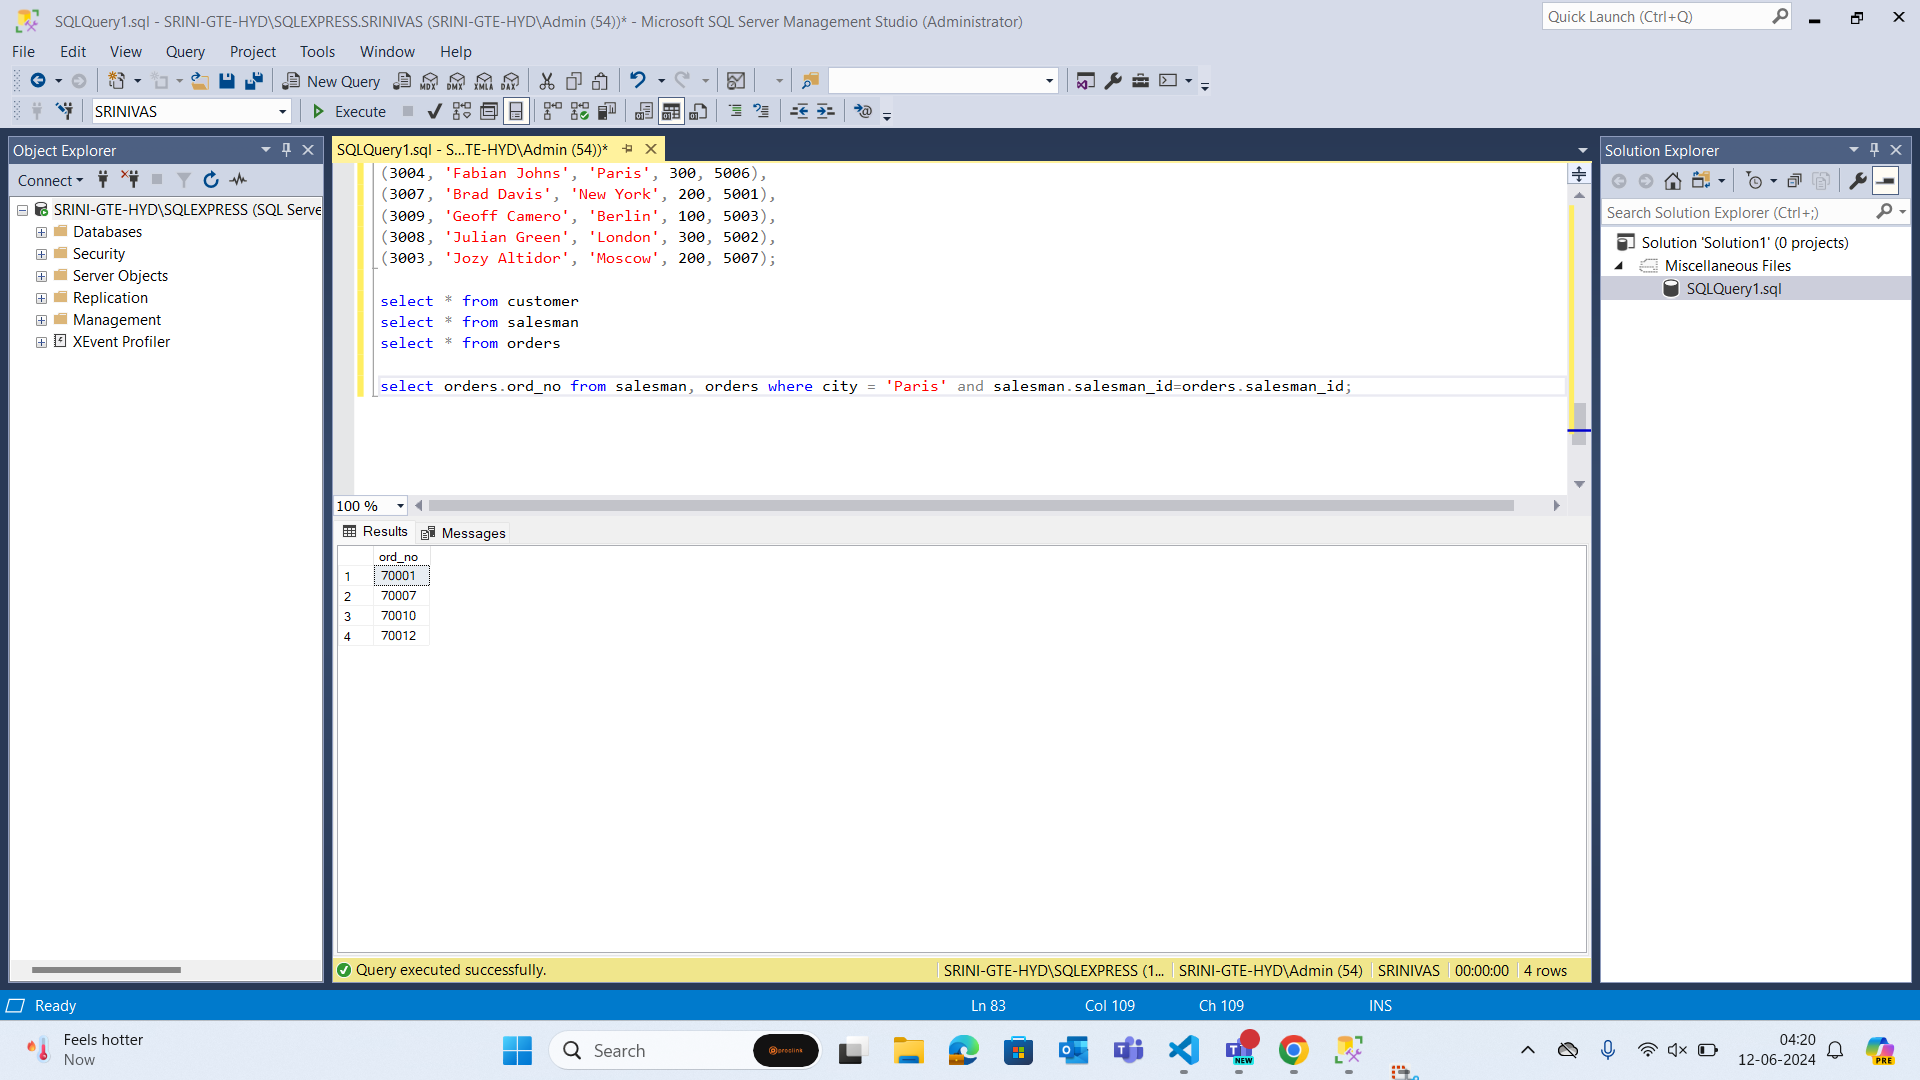 SQLQuery1.sql - SRINI-GTE-HYD\SQLEXPRESS.SRINIVAS (SRINI-GTE-HYD\Admin (54))* - Microsoft SQL Server Management Studio (Administrator)
Quick Launch (Ctrl+Q)
File Edit View Query Project Tools Window Help
New Query MDX DMX XMLA DAX
SRINIVAS Execute
Object Explorer
Connect
SRINI-GTE-HYD\SQLEXPRESS (SQL Serve
Databases
Security
Server Objects
Replication
Management
XEvent Profiler
SQLQuery1.sql - S...TE-HYD\Admin (54))*
(3004, 'Fabian Johns', 'Paris', 300, 5006),
(3007, 'Brad Davis', 'New York', 200, 5001),
(3009, 'Geoff Camero', 'Berlin', 100, 5003),
(3008, 'Julian Green', 'London', 300, 5002),
(3003, 'Jozy Altidor', 'Moscow', 200, 5007);
select * from customer
select * from salesman
select * from orders
select orders.ord_no from salesman, orders where city = 'Paris' and salesman.salesman_id=orders.salesman_id;
100 %
Results Messages
ord_no
1 70001
2 70007
3 70010
4 70012
Query executed successfully. SRINI-GTE-HYD\SQLEXPRESS (1... SRINI-GTE-HYD\Admin (54) SRINIVAS 00:00:00 4 rows
Solution Explorer
Search Solution Explorer (Ctrl+;)
Solution 'Solution1' (0 projects)
Miscellaneous Files
SQLQuery1.sql
Ready Ln 83 Col 109 Ch 109 INS
Feels hotter
Now
Search
proclink
NEW
04:20
12-06-2024
PRE